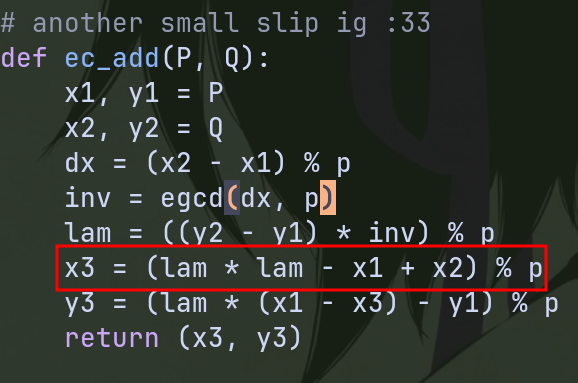 # another small slip ig :33
def ec_add(P, Q):
    x1, y1 = P
    x2, y2 = Q
    dx = (x2 - x1) % p
    inv = egcd(dx, p)
    lam = ((y2 - y1) * inv) % p
    x3 = (lam * lam - x1 + x2) % p
    y3 = (lam * (x1 - x3) - y1) % p
    return (x3, y3)